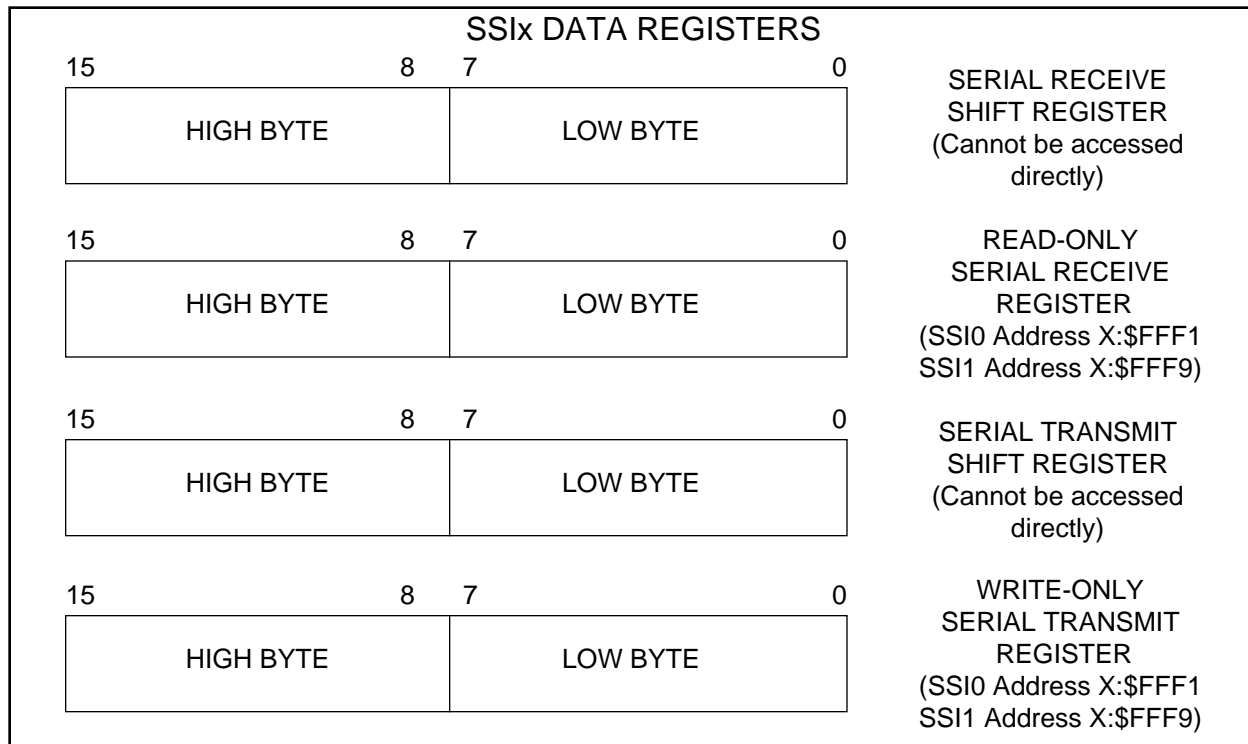 SSIx DATA REGISTERS
15 8 7 0
HIGH BYTE LOW BYTE
SERIAL RECEIVE
SHIFT REGISTER
(Cannot be accessed
directly)
15 8 7 0
HIGH BYTE LOW BYTE
READ-ONLY
SERIAL RECEIVE
REGISTER
(SSI0 Address X:$FFF1
SSI1 Address X:$FFF9)
15 8 7 0
HIGH BYTE LOW BYTE
SERIAL TRANSMIT
SHIFT REGISTER
(Cannot be accessed
directly)
15 8 7 0
HIGH BYTE LOW BYTE
WRITE-ONLY
SERIAL TRANSMIT
REGISTER
(SSI0 Address X:$FFF1
SSI1 Address X:$FFF9)